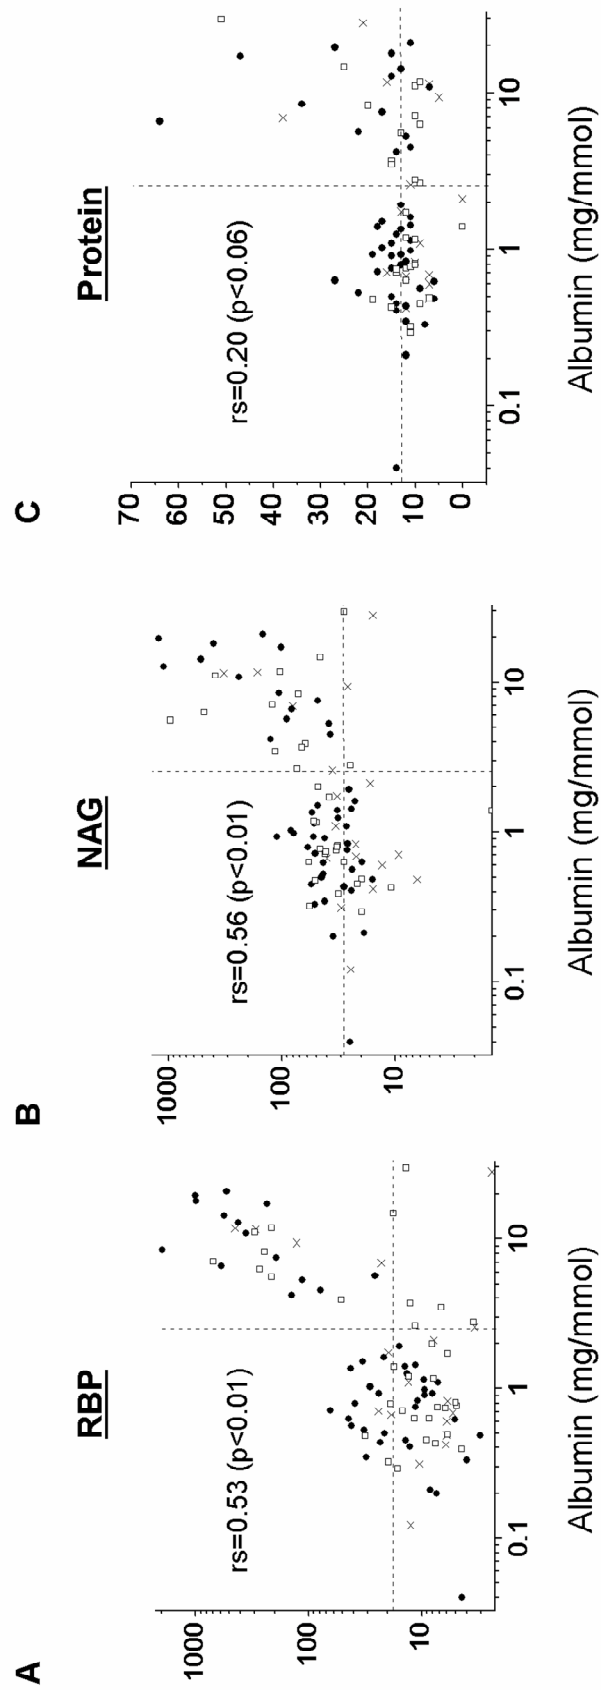 A
RBP
rs=0.53 (p<0.01)
1000
100
10
0.1
1
10
Albumin (mg/mmol)
B
NAG
rs=0.56 (p<0.01)
1000
100
10
0.1
1
10
Albumin (mg/mmol)
C
Protein
rs=0.20 (p<0.06)
70
60
50
40
30
20
10
0
0.1
1
10
Albumin (mg/mmol)